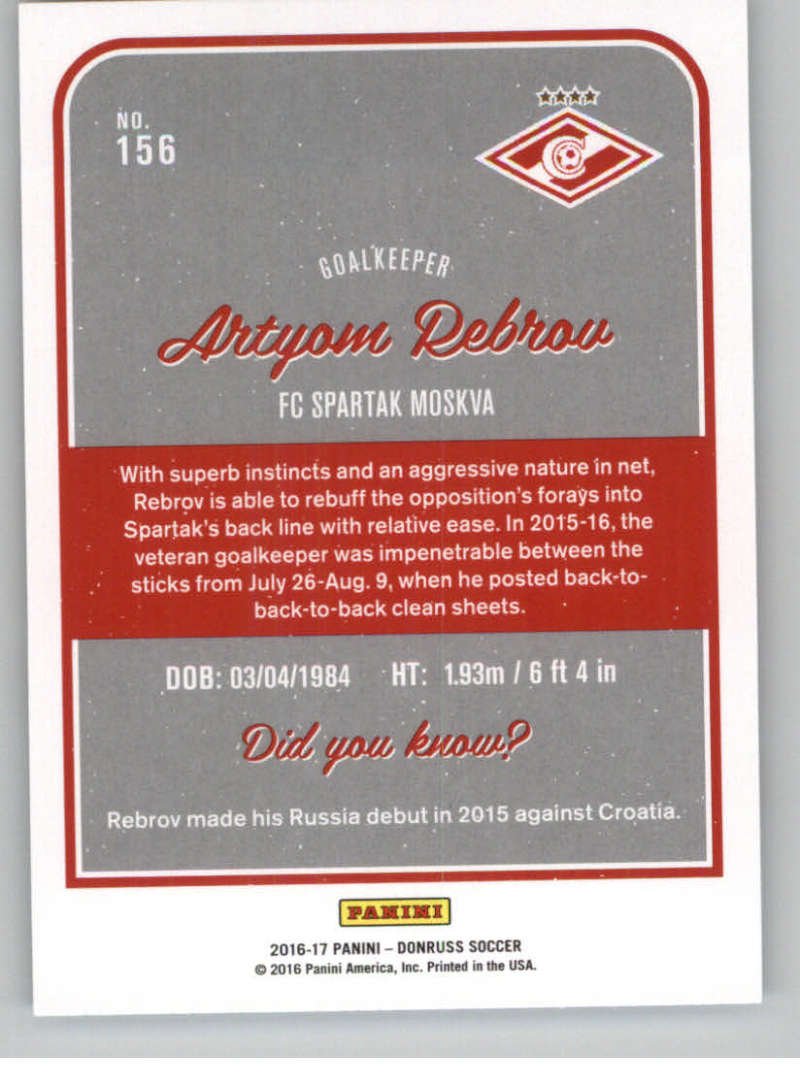 NO.
156
GOALKEEPER
Artyom Rebrov
FC SPARTAK MOSKVA
With superb instincts and an aggressive nature in net,
Rebrov is able to rebuff the opposition's forays into
Spartak's back line with relative ease. In 2015-16, the
veteran goalkeeper was impenetrable between the
sticks from July 26-Aug. 9, when he posted back-to-
back-to-back clean sheets.
DOB: 03/04/1984 HT: 1.93m / 6 ft 4 in
Did you know?
Rebrov made his Russia debut in 2015 against Croatia.
PANINI
2016-17 PANINI – DONRUSS SOCCER
© 2016 Panini America, Inc. Printed in the USA.